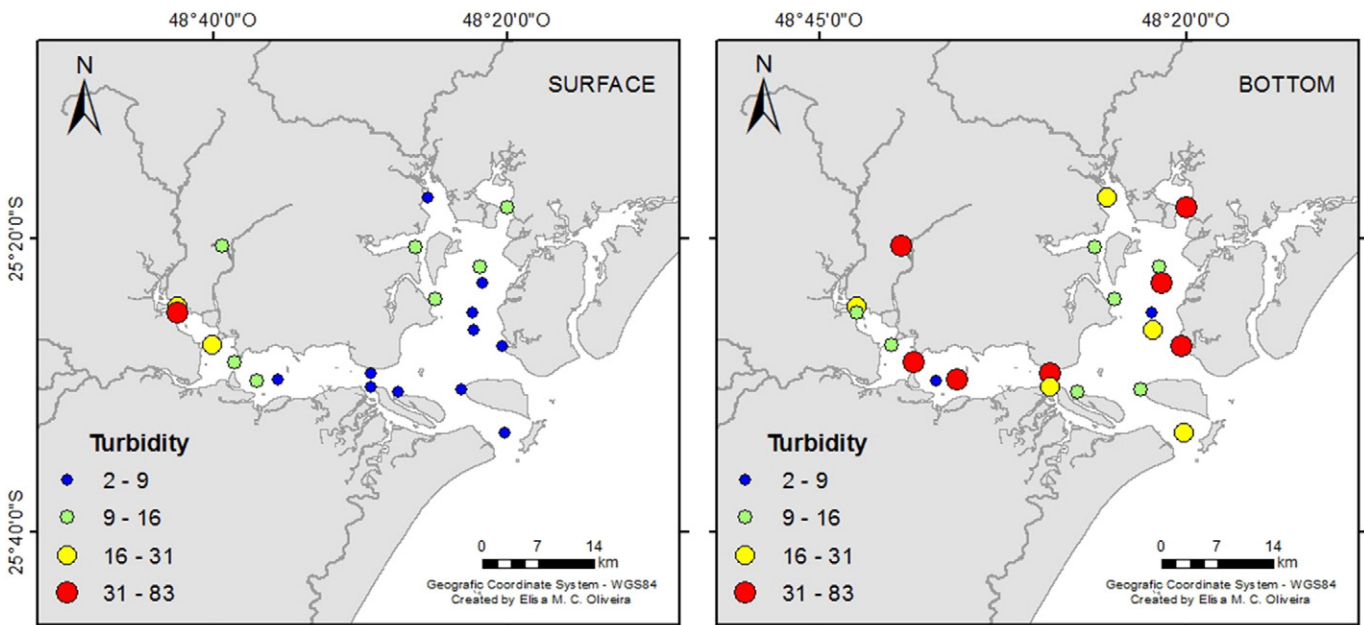 48°40'0"O
48°20'0"O
48°45'0"O
48°20'0"O
N
SURFACE
N
BOTTOM
25°20'0"S
25°40'0"S
Turbidity
2 - 9
9 - 16
16 - 31
31 - 83
0 7 14
km
Geografic Coordinate System - WGS84
Created by Elisa M. C. Oliveira
Turbidity
2 - 9
9 - 16
16 - 31
31 - 83
0 7 14
km
Geografic Coordinate System - WGS84
Created by Elisa M. C. Oliveira